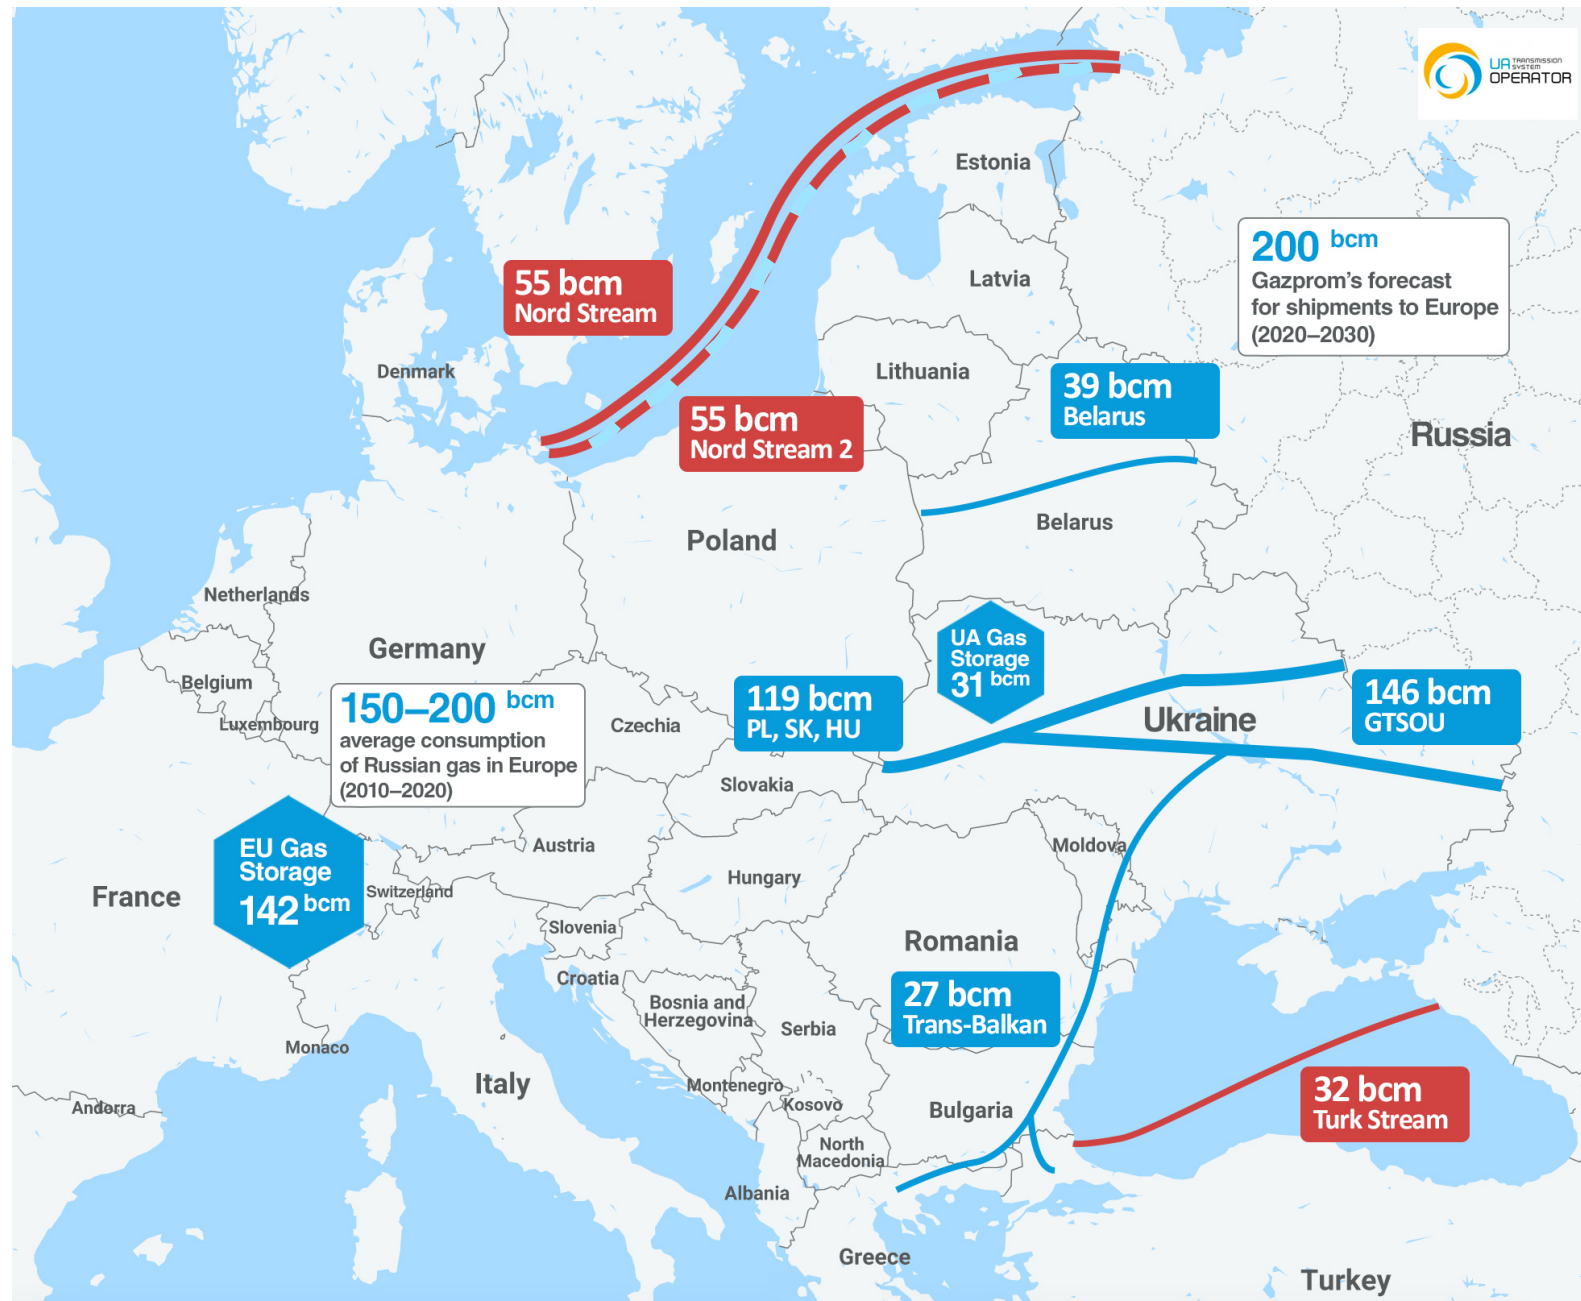 UA TRANSMISSION
SYSTEM
OPERATOR
Estonia
200 bcm
Gazprom’s forecast
for shipments to Europe
(2020–2030)
55 bcm
Nord Stream
Latvia
Denmark
Lithuania
39 bcm
Belarus
55 bcm
Nord Stream 2
Russia
Belarus
Poland
Netherlands
UA Gas
Storage
31 bcm
Germany
Belgium
119 bcm
PL, SK, HU
146 bcm
GTSOU
Luxembourg
150–200 bcm
average consumption
of Russian gas in Europe
(2010–2020)
Czechia
Ukraine
Slovakia
EU Gas
Storage
142 bcm
Austria
Moldova
France
Switzerland
Hungary
Slovenia
Romania
Croatia
27 bcm
Trans-Balkan
Bosnia and
Herzegovina
Serbia
Monaco
Italy
Montenegro
Kosovo
Bulgaria
32 bcm
Turk Stream
Andorra
North
Macedonia
Albania
Greece
Turkey